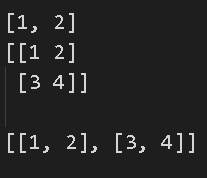 [1, 2]
[[1 2]
 [3 4]]
[[1, 2], [3, 4]]